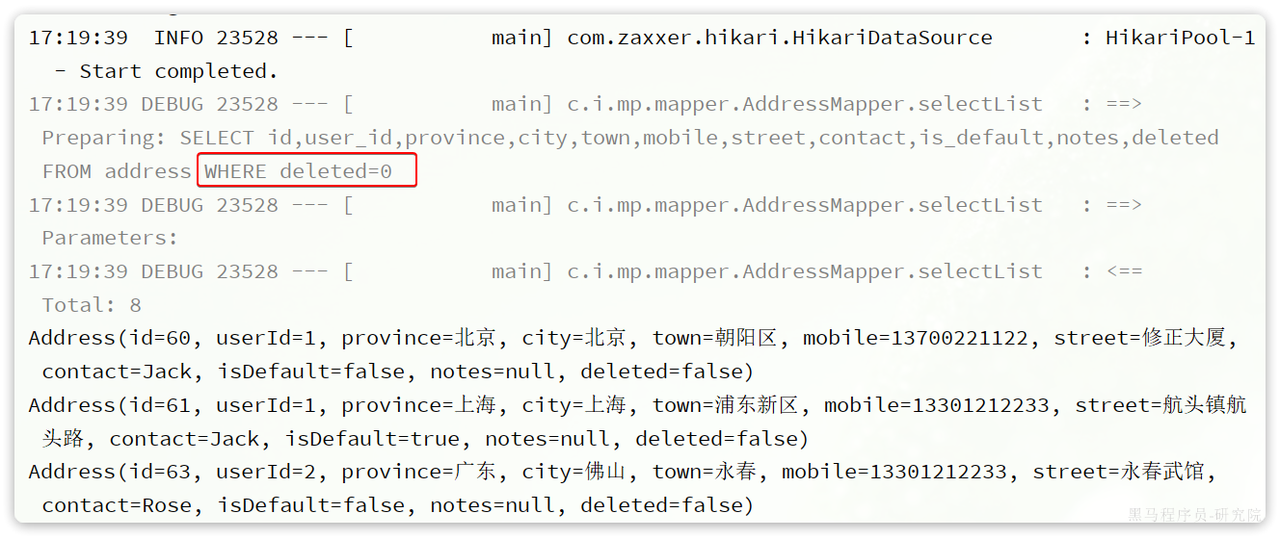 17:19:39  INFO 23528 --- [           main] com.zaxxer.hikari.HikariDataSource       : HikariPool-1
- Start completed.
17:19:39 DEBUG 23528 --- [           main] c.i.mp.mapper.AddressMapper.selectList   : ==>
Preparing: SELECT id,user_id,province,city,town,mobile,street,contact,is_default,notes,deleted
FROM address WHERE deleted=0
17:19:39 DEBUG 23528 --- [           main] c.i.mp.mapper.AddressMapper.selectList   : ==>
Parameters:
17:19:39 DEBUG 23528 --- [           main] c.i.mp.mapper.AddressMapper.selectList   : <==
Total: 8
Address(id=60, userId=1, province=北京, city=北京, town=朝阳区, mobile=13700221122, street=修正大厦,
contact=Jack, isDefault=false, notes=null, deleted=false)
Address(id=61, userId=1, province=上海, city=上海, town=浦东新区, mobile=13301212233, street=航头镇航
头路, contact=Jack, isDefault=true, notes=null, deleted=false)
Address(id=63, userId=2, province=广东, city=佛山, town=永春, mobile=13301212233, street=永春武馆,
contact=Rose, isDefault=false, notes=null, deleted=false)
黑马程序员-研究院